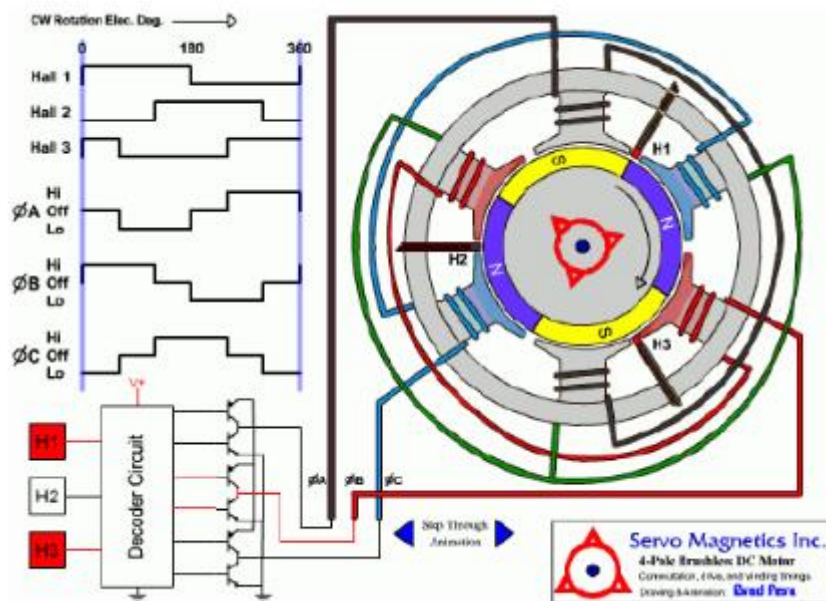 CW Rotation Elec. Deg.
0 180 360
Hall 1
Hall 2
Hall 3
Hi
ØA Off
Lo
Hi
ØB Off
Lo
Hi
ØC Off
Lo
V+
H1
H2
H3
Decoder Circuit
ØA ØB ØC
H1
H2
H3
S
N
N
S
Step Through
Animation
Servo Magnetics Inc.
4-Pole Brushless DC Motor
Commutation, drive, and winding timings
Drawing & Animation: